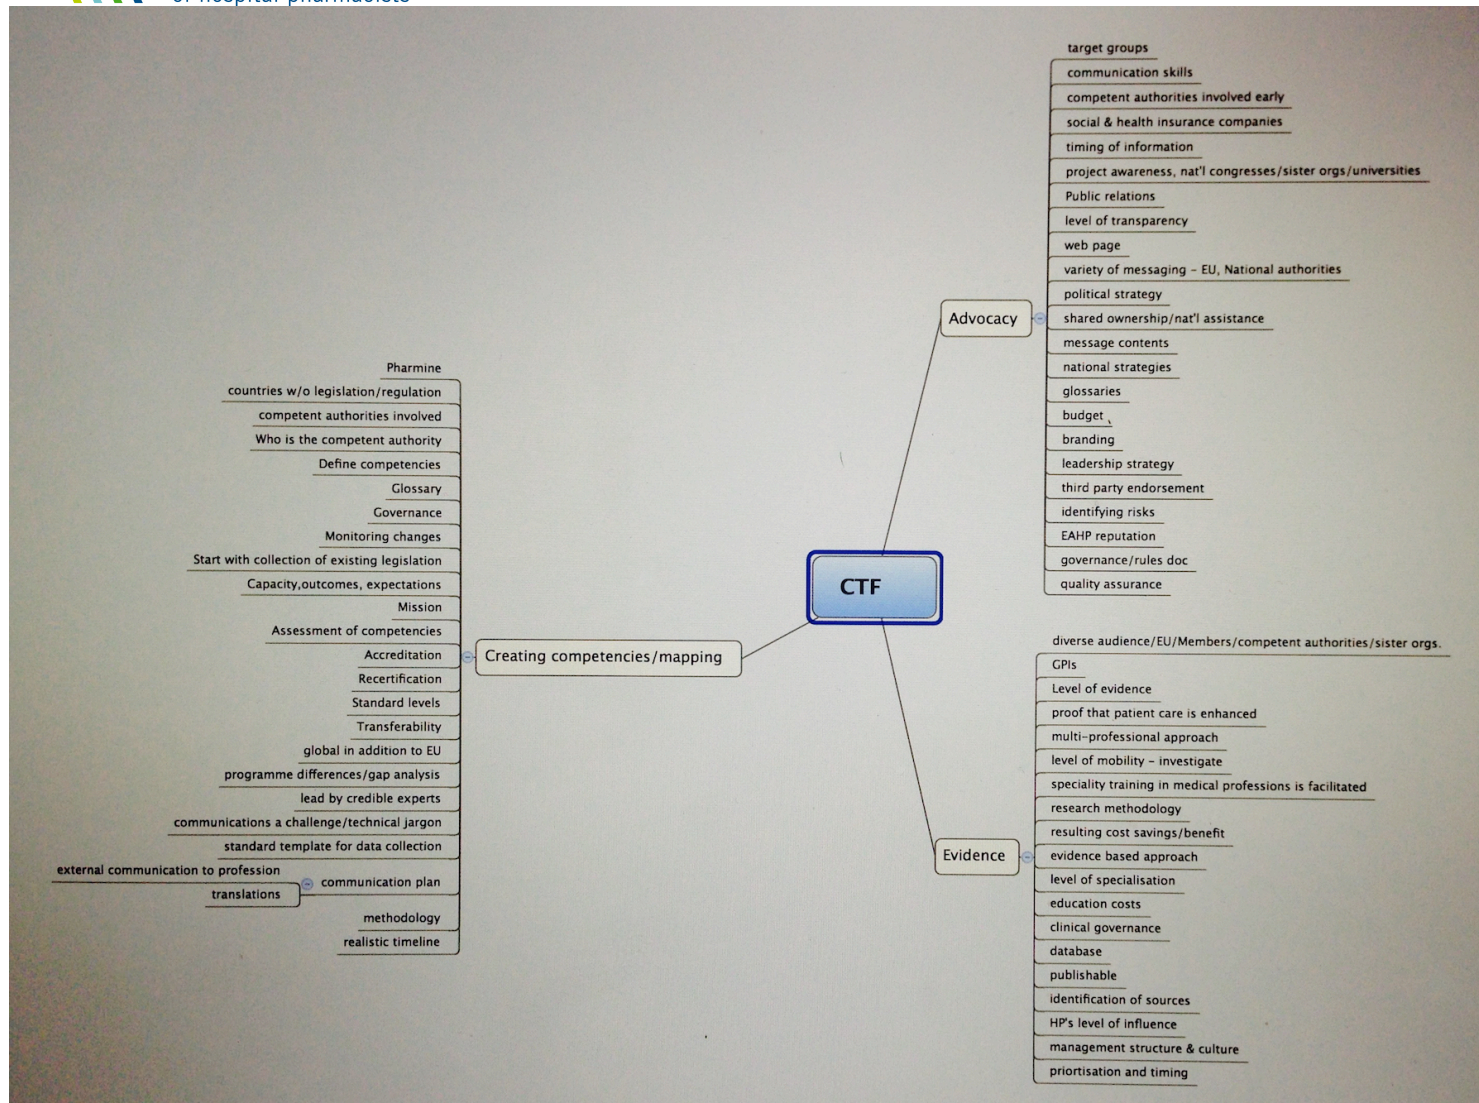 of hospital pharmacists
target groups
communication skills
competent authorities involved early
social & health insurance companies
timing of information
project awareness, nat'l congresses/sister orgs/universities
Public relations
level of transparency
web page
variety of messaging - EU, National authorities
political strategy
Advocacy
shared ownership/nat'l assistance
message contents
national strategies
glossaries
budget
branding
leadership strategy
third party endorsement
identifying risks
EAHP reputation
governance/rules doc
quality assurance
CTF
Pharmine
countries w/o legislation/regulation
competent authorities involved
Who is the competent authority
Define competencies
Glossary
Governance
Monitoring changes
Start with collection of existing legislation
Capacity,outcomes, expectations
Mission
Assessment of competencies
Accreditation
Creating competencies/mapping
Recertification
Standard levels
Transferability
global in addition to EU
programme differences/gap analysis
lead by credible experts
communications a challenge/technical jargon
standard template for data collection
external communication to profession
communication plan
translations
methodology
realistic timeline
diverse audience/EU/Members/competent authorities/sister orgs.
GPIs
Level of evidence
proof that patient care is enhanced
multi-professional approach
level of mobility - investigate
speciality training in medical professions is facilitated
research methodology
resulting cost savings/benefit
Evidence
evidence based approach
level of specialisation
education costs
clinical governance
database
publishable
identification of sources
HP's level of influence
management structure & culture
priortisation and timing